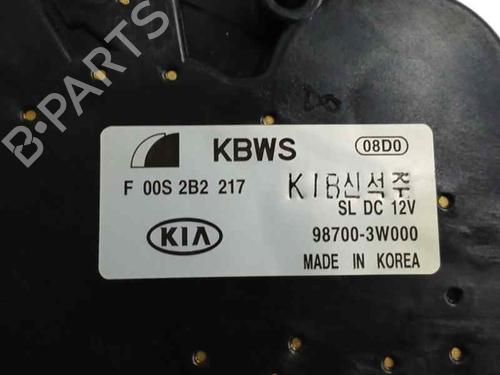 B-PARTS
KBWS
08D0
F 00S 2B2 217
KIB신석주
SL DC 12V
KIA
98700-3W000
MADE IN KOREA